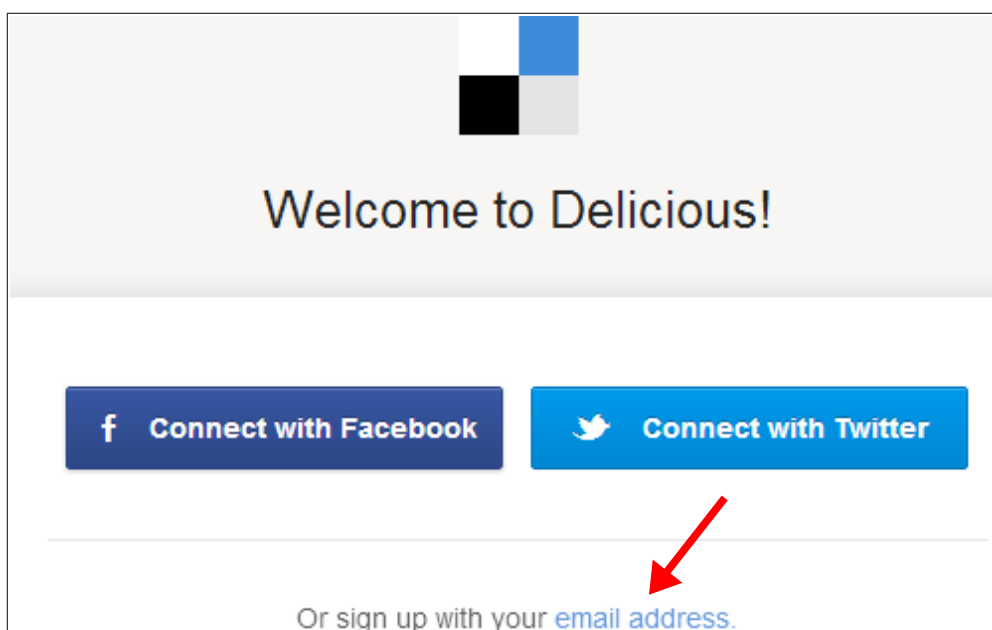 Welcome to Delicious!
f Connect with Facebook
Connect with Twitter
Or sign up with your email address.